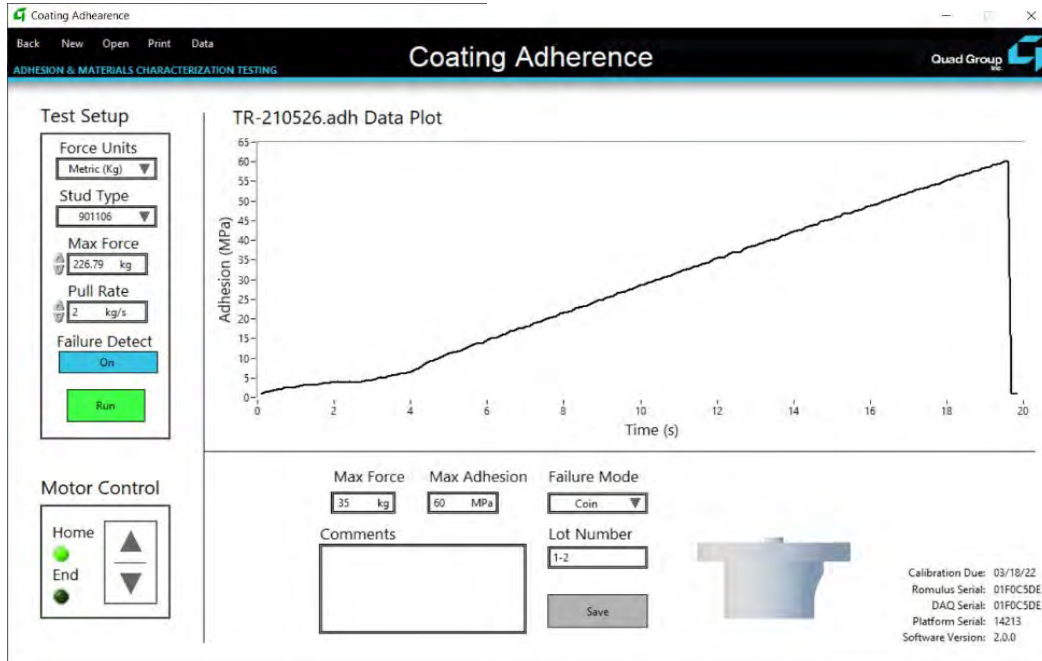 Coating Adhearence
Back New Open Print Data
ADHESION & MATERIALS CHARACTERIZATION TESTING
Coating Adherence
Quad Group
inc.
Test Setup
Force Units
Metric (Kg)
Stud Type
901106
Max Force
226.79 kg
Pull Rate
2 kg/s
Failure Detect
On
Run
Motor Control
Home
End
TR-210526.adh Data Plot
Adhesion (MPa)
65
60
55
50
45
40
35
30
25
20
15
10
5
0
0 2 4 6 8 10 12 14 16 18 20
Time (s)
Max Force Max Adhesion Failure Mode
35 kg 60 MPa Coin
Comments
Lot Number
1-2
Save
Calibration Due: 03/18/22
Romulus Serial: 01F0C5DE
DAQ Serial: 01F0C5DE
Platform Serial: 14213
Software Version: 2.0.0